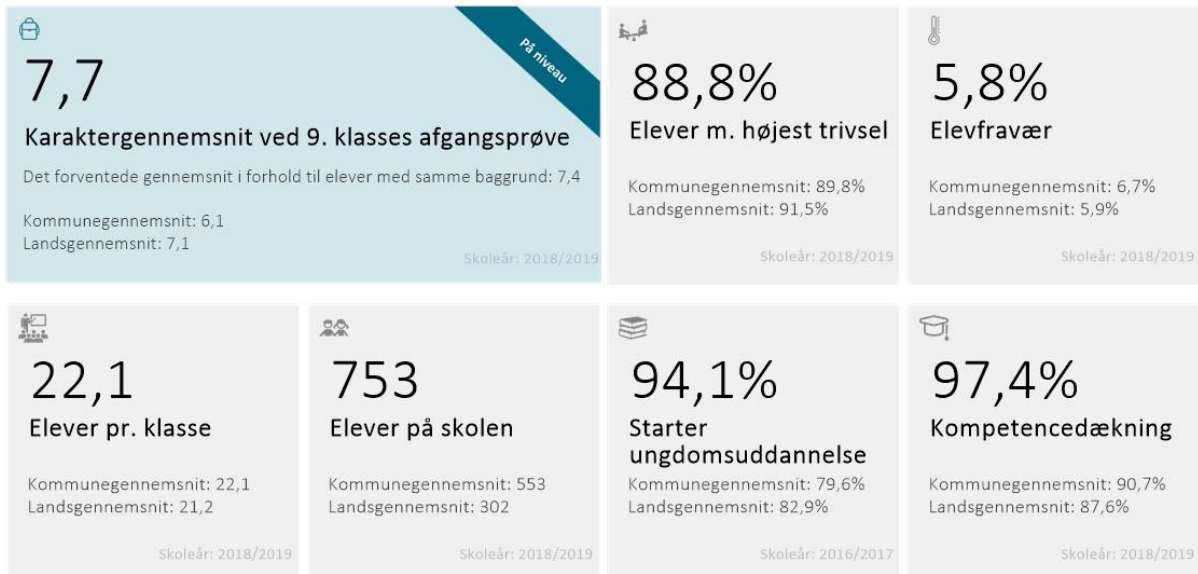 På niveau
7,7
Karaktergennemsnit ved 9. klasses afgangsprøve
Det forventede gennemsnit i forhold til elever med samme baggrund: 7,4
Kommunegennemsnit: 6,1
Landsgennemsnit: 7,1
Skoleår: 2018/2019
88,8%
Elever m. højest trivsel
Kommunegennemsnit: 89,8%
Landsgennemsnit: 91,5%
Skoleår: 2018/2019
5,8%
Elevfravær
Kommunegennemsnit: 6,7%
Landsgennemsnit: 5,9%
Skoleår: 2018/2019
22,1
Elever pr. klasse
Kommunegennemsnit: 22,1
Landsgennemsnit: 21,2
Skoleår: 2018/2019
753
Elever på skolen
Kommunegennemsnit: 553
Landsgennemsnit: 302
Skoleår: 2018/2019
94,1%
Starter
ungdomsuddannelse
Kommunegennemsnit: 79,6%
Landsgennemsnit: 82,9%
Skoleår: 2016/2017
97,4%
Kompetencedækning
Kommunegennemsnit: 90,7%
Landsgennemsnit: 87,6%
Skoleår: 2018/2019